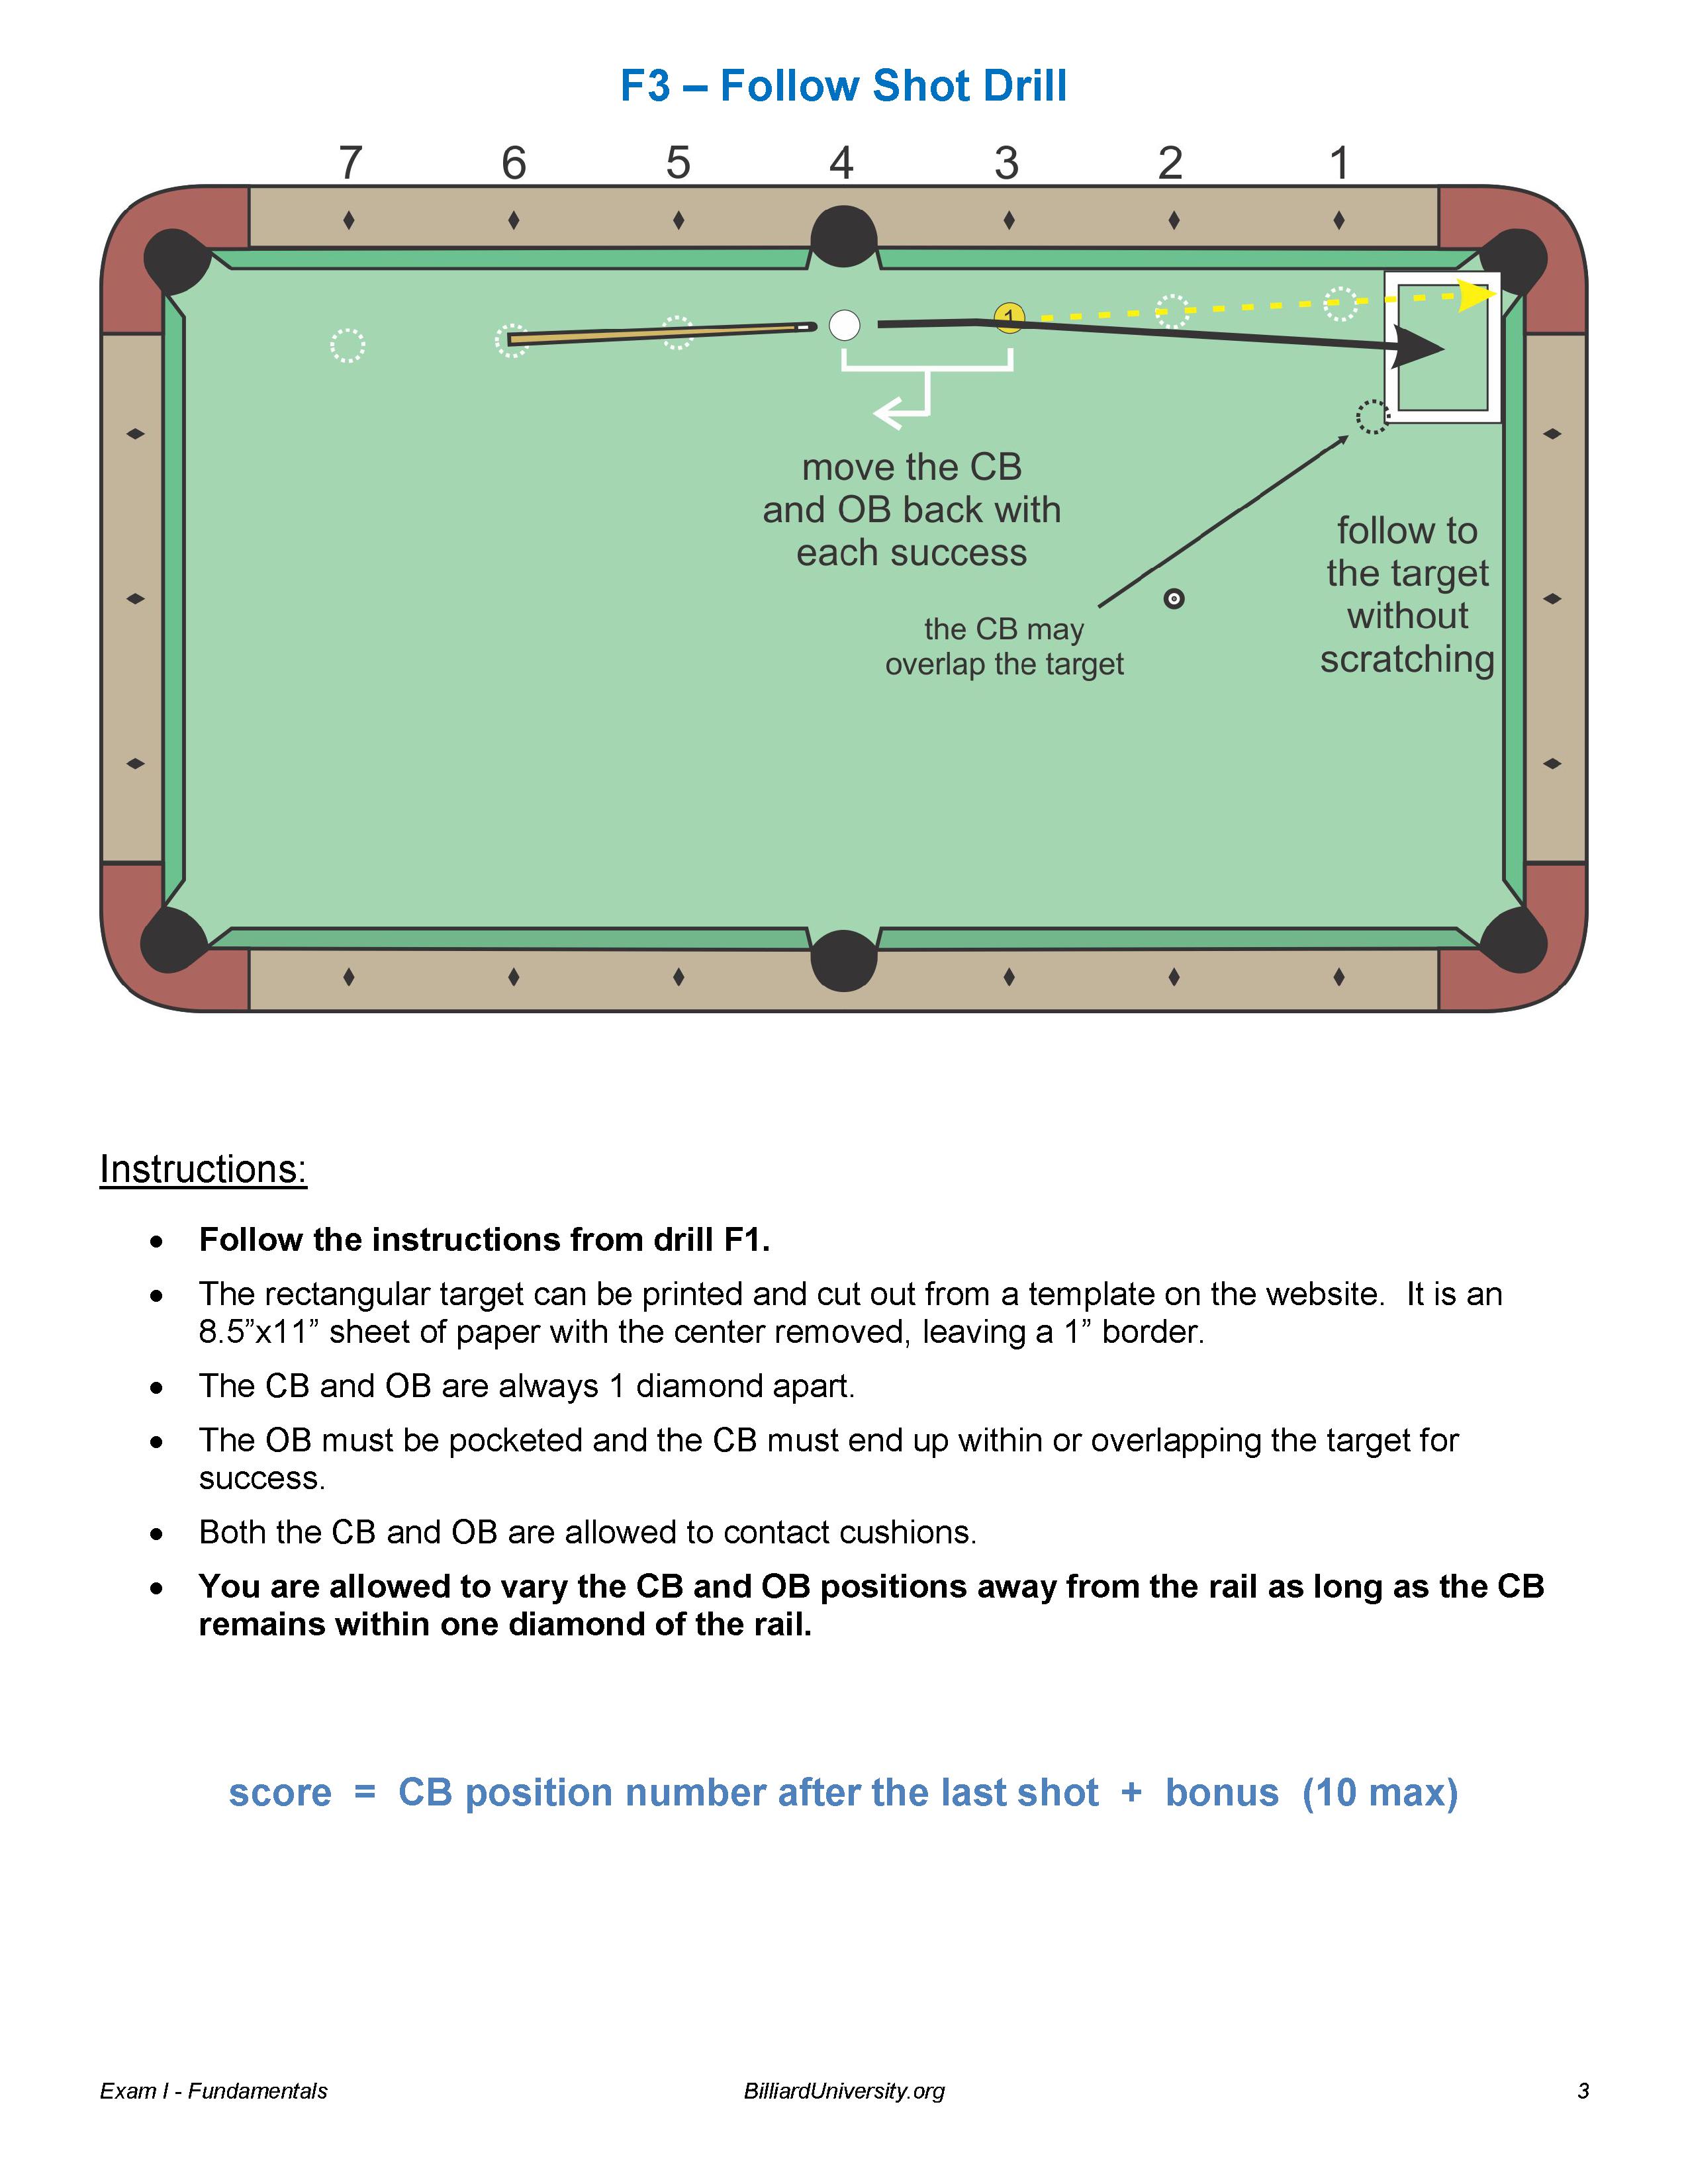 F3 – Follow Shot Drill
7 6 5 4 3 2 1
1
move the CB
and OB back with
each success
follow to
the target
without
scratching
the CB may
overlap the target
Instructions:
• Follow the instructions from drill F1.
• The rectangular target can be printed and cut out from a template on the website.  It is an
8.5”x11” sheet of paper with the center removed, leaving a 1” border.
• The CB and OB are always 1 diamond apart.
• The OB must be pocketed and the CB must end up within or overlapping the target for
success.
• Both the CB and OB are allowed to contact cushions.
• You are allowed to vary the CB and OB positions away from the rail as long as the CB
remains within one diamond of the rail.
score = CB position number after the last shot + bonus (10 max)
Exam I - Fundamentals BilliardUniversity.org 3